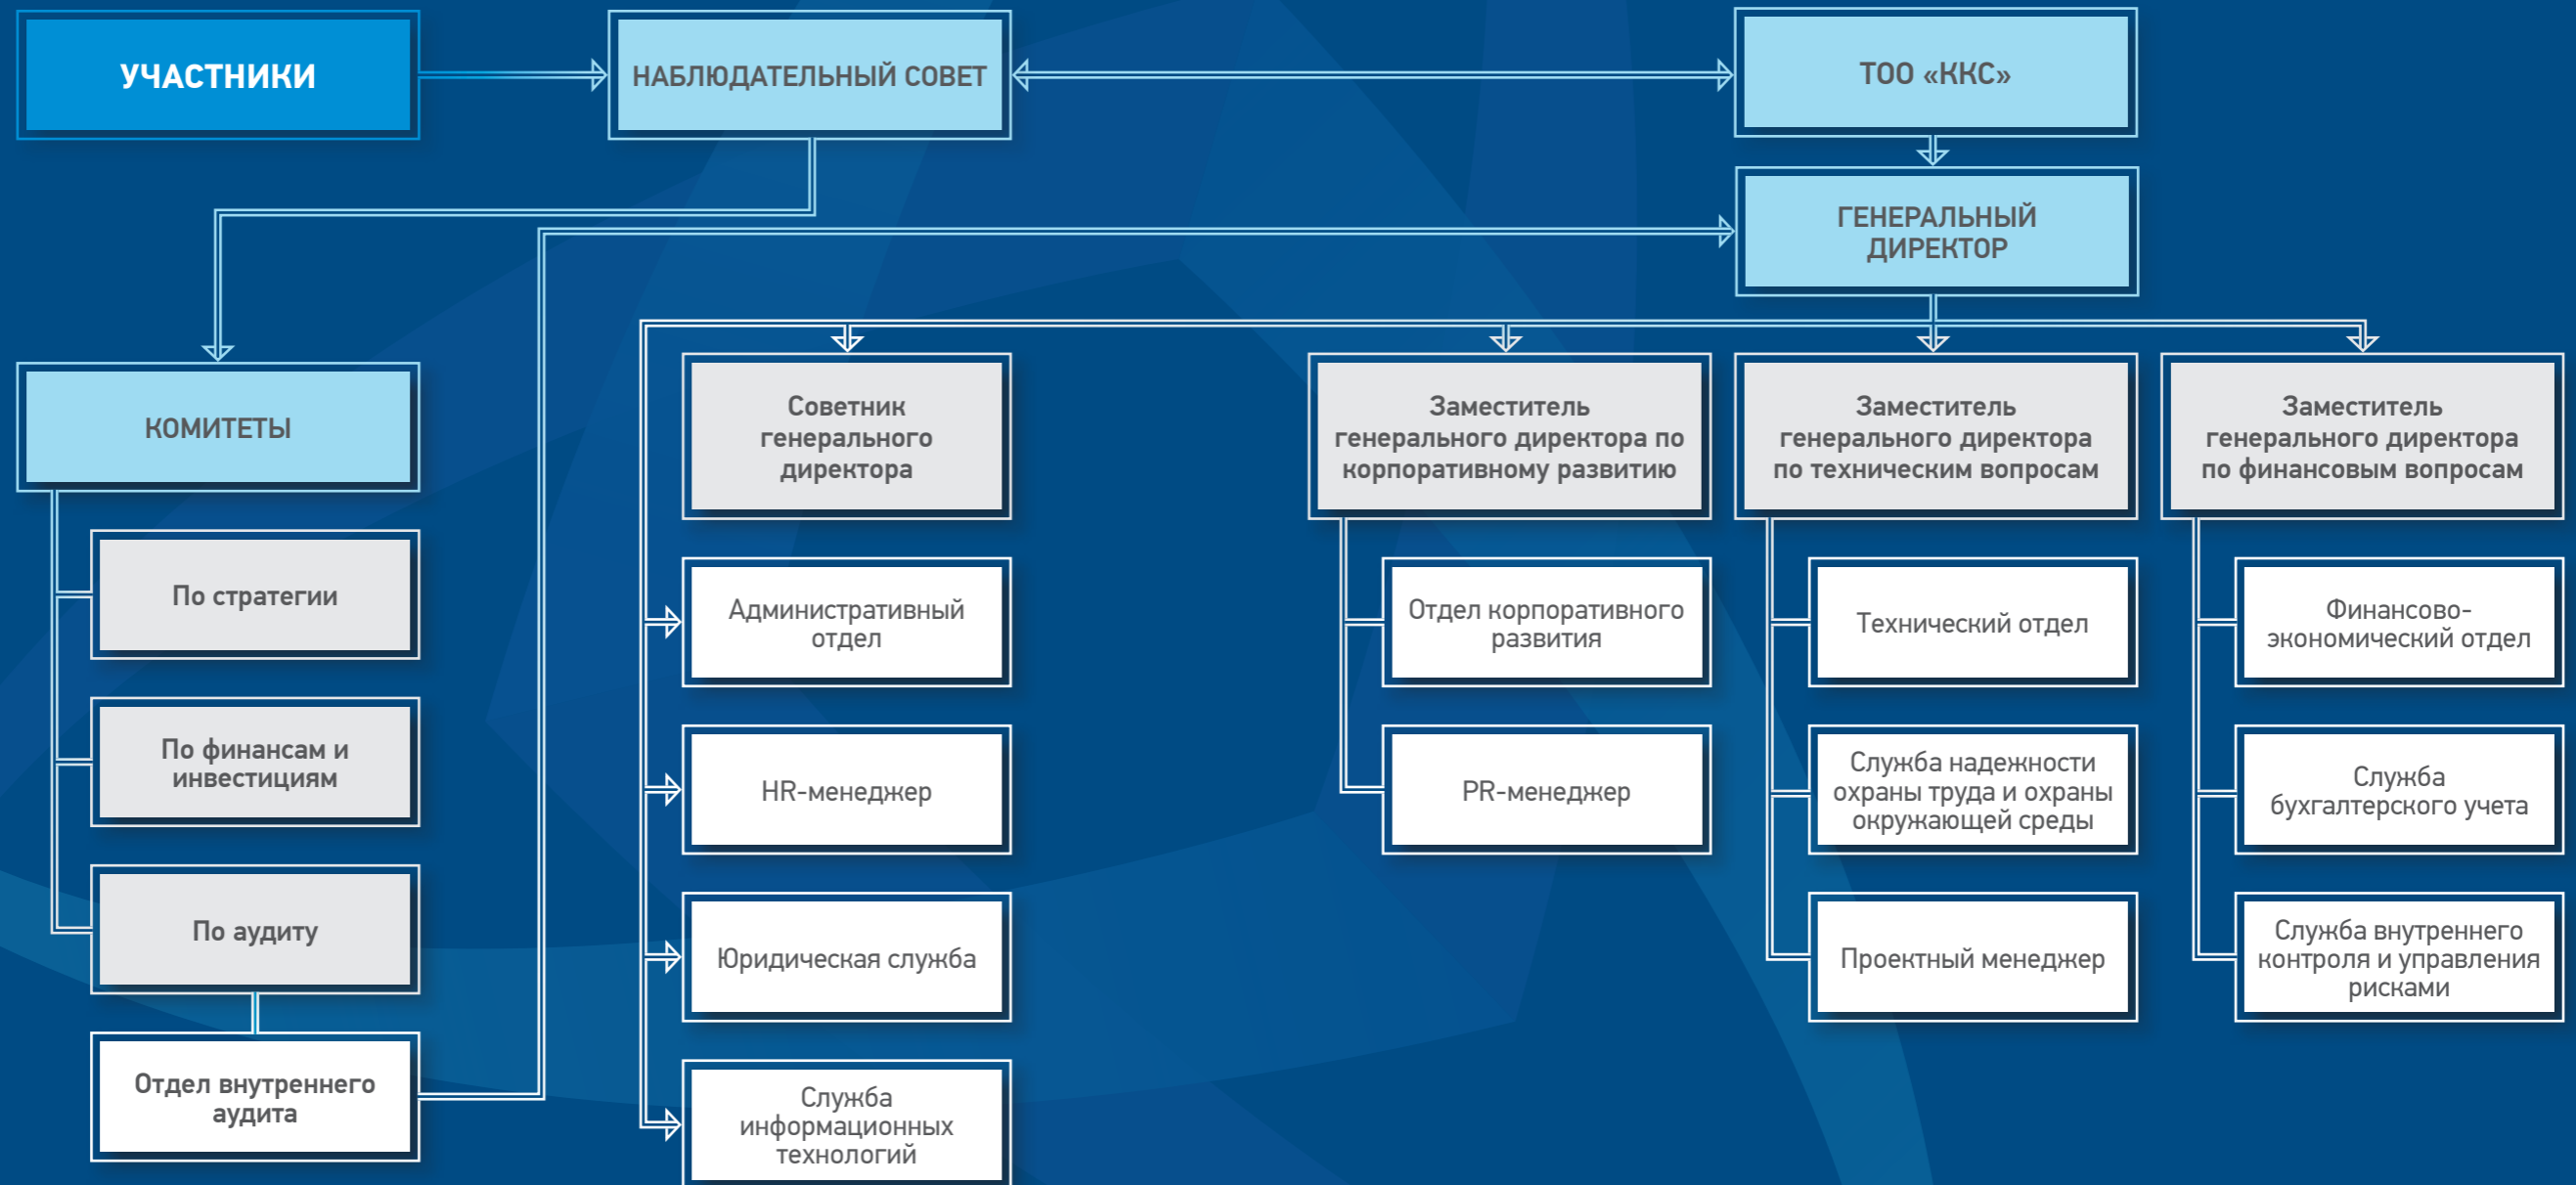 УЧАСТНИКИ
НАБЛЮДАТЕЛЬНЫЙ СОВЕТ
ТОО «ККС»
ГЕНЕРАЛЬНЫЙ
ДИРЕКТОР
КОМИТЕТЫ
По стратегии
По финансам и
инвестициям
По аудиту
Отдел внутреннего
аудита
Советник
генерального
директора
Административный
отдел
HR-менеджер
Юридическая служба
Служба
информационных
технологий
Заместитель
генерального директора по
корпоративному развитию
Отдел корпоративного
развития
PR-менеджер
Заместитель
генерального директора
по техническим вопросам
Технический отдел
Служба надежности
охраны труда и охраны
окружающей среды
Проектный менеджер
Заместитель
генерального директора
по финансовым вопросам
Финансово-
экономический отдел
Служба
бухгалтерского учета
Служба внутреннего
контроля и управления
рисками